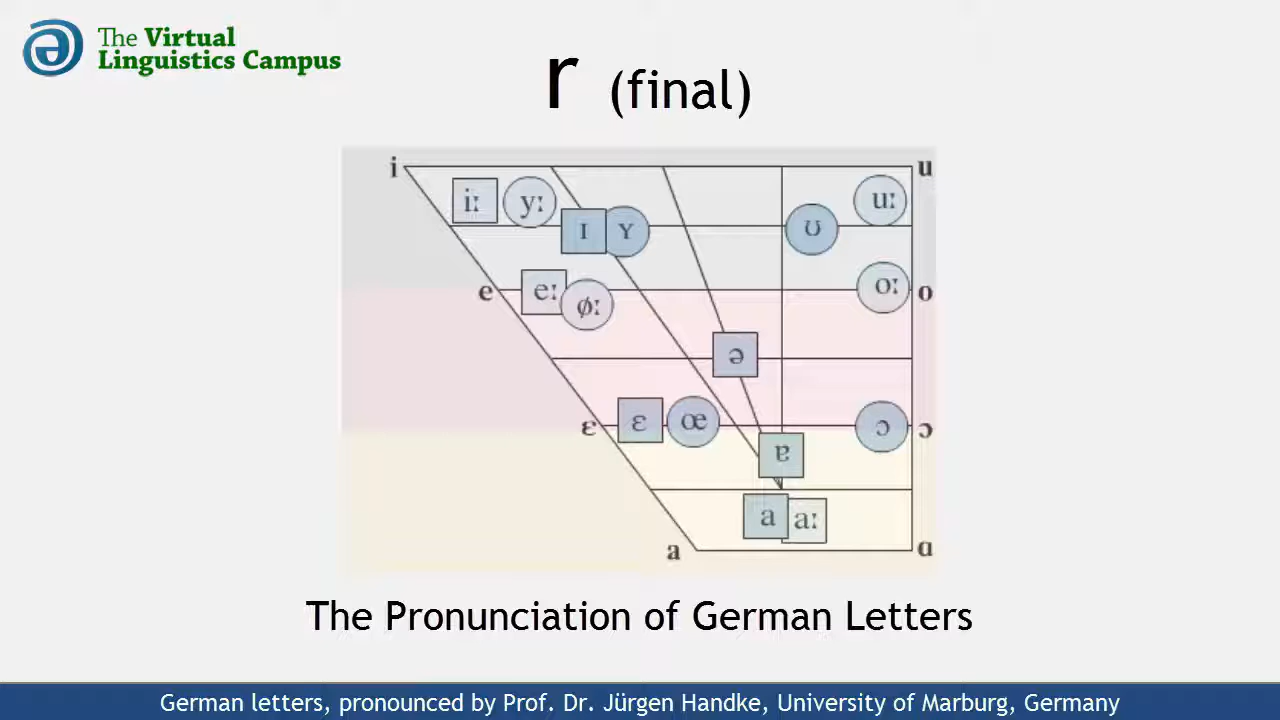 The Virtual
Linguistics Campus
r (final)
i u
iː yː uː
ɪ ʏ ʊ
e eː øː oː o
ə
ɛ ɛ œ ɔ ɔ
ɐ
a aː
a ɑ
The Pronunciation of German Letters
German letters, pronounced by Prof. Dr. Jürgen Handke, University of Marburg, Germany